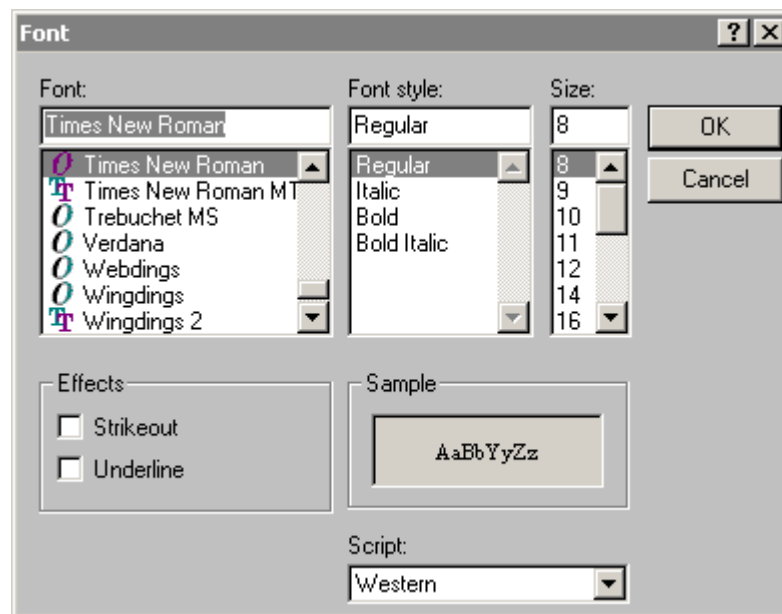 Font
Font:
Times New Roman
Times New Roman
Times New Roman MT
Trebuchet MS
Verdana
Webdings
Wingdings
Wingdings 2
Font style:
Regular
Regular
Italic
Bold
Bold Italic
Size:
8
8
9
10
11
12
14
16
OK
Cancel
Effects
Strikeout
Underline
Sample
AaBbYyZz
Script:
Western